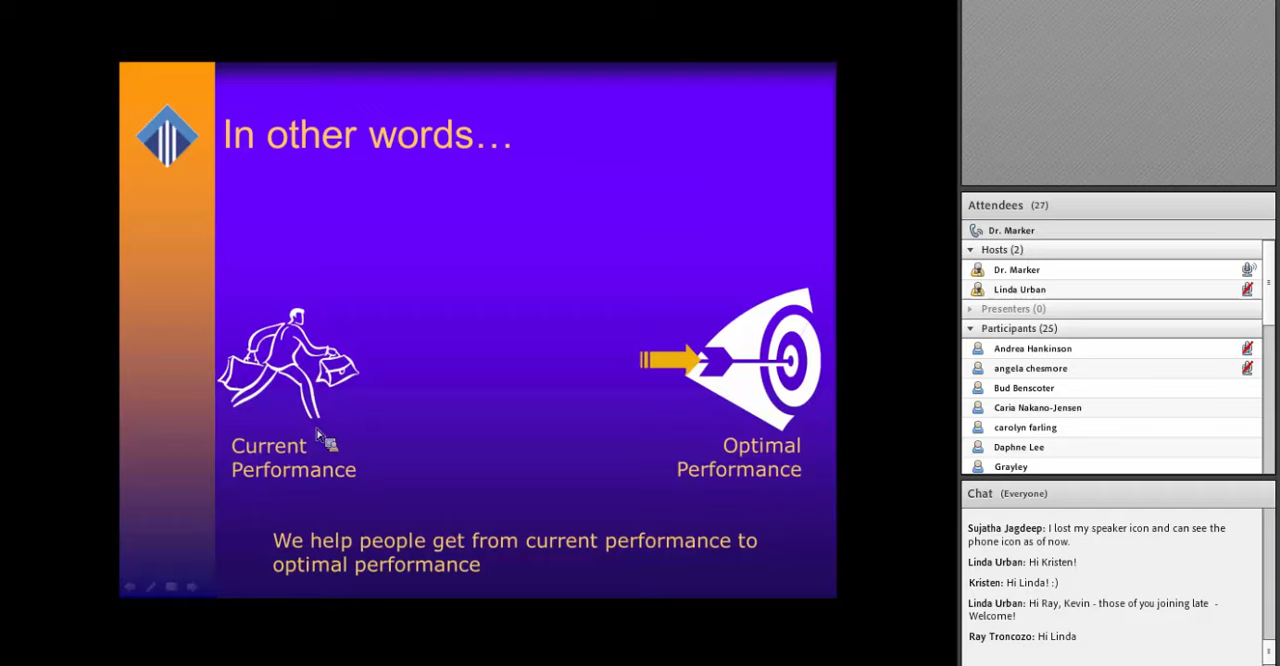 In other words…
Current
Performance
Optimal
Performance
We help people get from current performance to
optimal performance
Attendees (27)
Dr. Marker
Hosts (2)
Dr. Marker
Linda Urban
Presenters (0)
Participants (25)
Andrea Hankinson
angela chesmore
Bud Benscoter
Caria Nakano-Jensen
carolyn farling
Daphne Lee
Grayley
Chat (Everyone)
Sujatha Jagdeep: I lost my speaker icon and can see the
phone icon as of now.
Linda Urban: Hi Kristen!
Kristen: Hi Linda! :)
Linda Urban: Hi Ray, Kevin - those of you joining late -
Welcome!
Ray Troncozo: Hi Linda